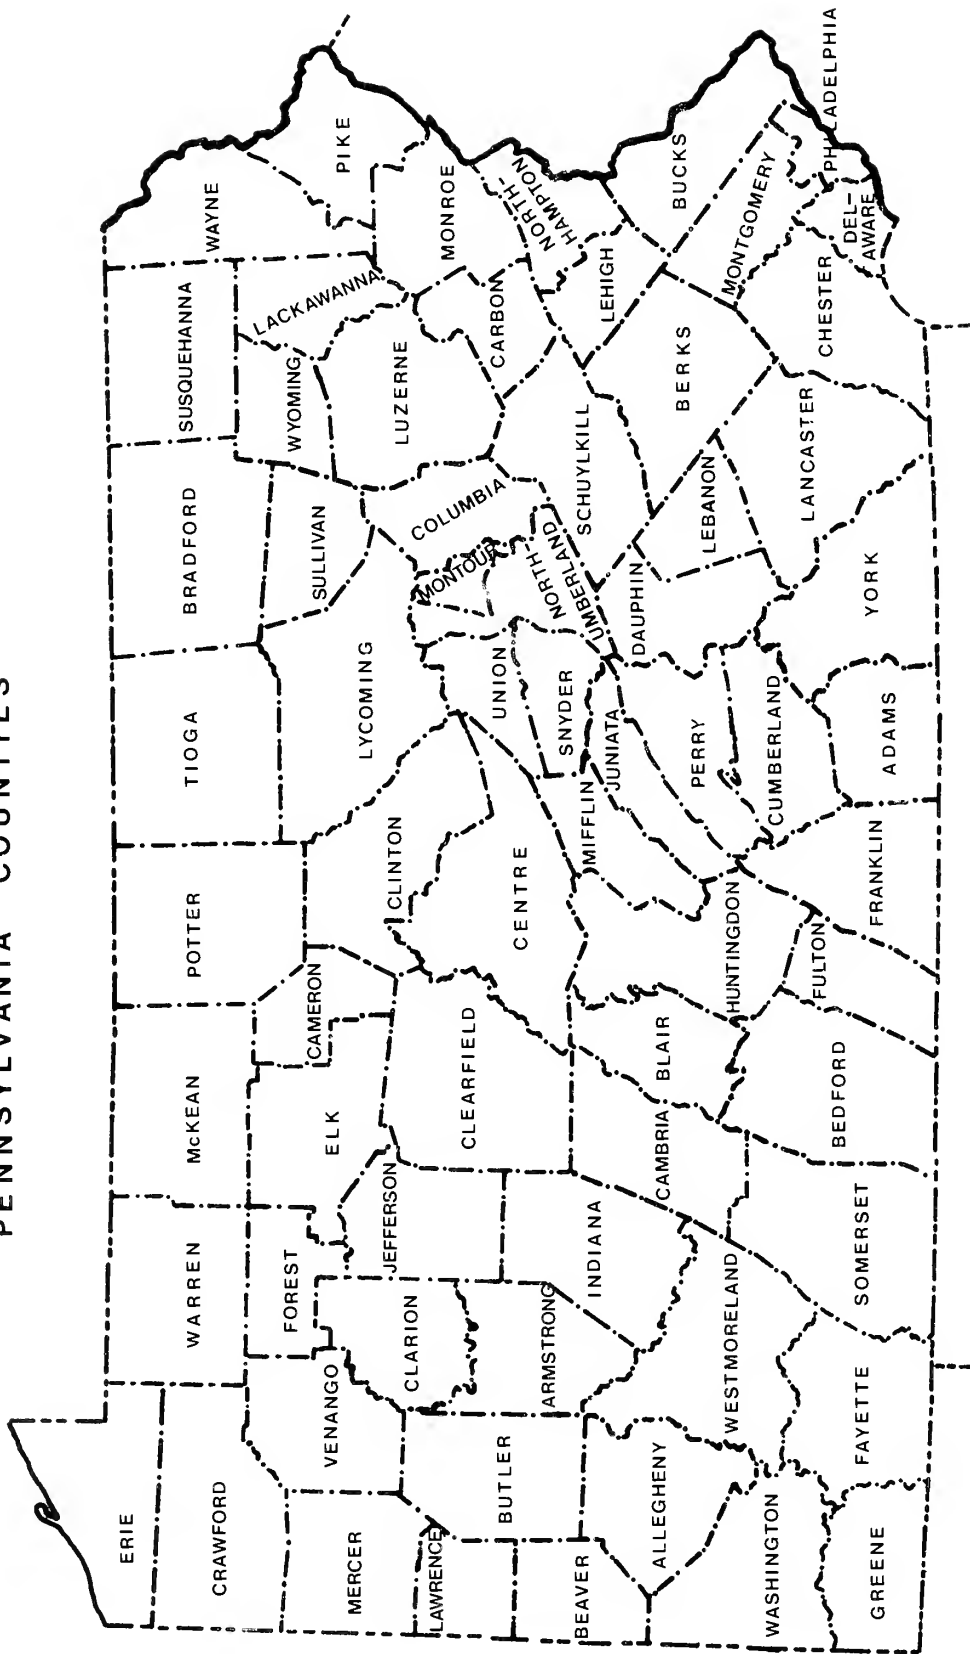 PENNSYLVANIA COUNTIES
ERIE
CRAWFORD
MERCER
LAWRENCE
BEAVER
WASHINGTON
GREENE
ALLEGHENY
BUTLER
VENANGO
WARREN
FOREST
CLARION
ARMSTRONG
WESTMORELAND
FAYETTE
SOMERSET
INDIANA
JEFFERSON
McKEAN
ELK
CAMERON
CLEARFIELD
CAMBRIA
BLAIR
BEDFORD
HUNTINGDON
FULTON
FRANKLIN
POTTER
CLINTON
CENTRE
MIFFLIN
JUNIATA
PERRY
CUMBERLAND
ADAMS
TIOGA
LYCOMING
UNION
SNYDER
NORTH-
UMBERLAND
DAUPHIN
YORK
BRADFORD
SULLIVAN
MONTOUR
COLUMBIA
SCHUYLKILL
LEBANON
LANCASTER
SUSQUEHANNA
WYOMING
LACKAWANNA
LUZERNE
CARBON
LEHIGH
BERKS
CHESTER
WAYNE
PIKE
MONROE
NORTH-
HAMPTON
BUCKS
MONTGOMERY
DEL-
AWARE
PHILADELPHIA